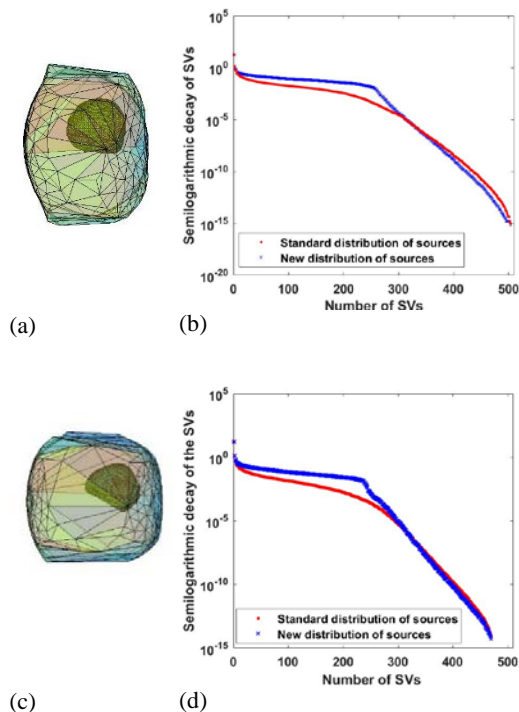 10^5
10^0
10^-5
10^-10
10^-15
10^-20
Semilogarithmic decay of SVs
Standard distribution of sources
New distribution of sources
0 100 200 300 400 500
Number of SVs
(a)
(b)
10^5
10^0
10^-5
10^-10
10^-15
Semilogarithmic decay of the SVs
Standard distribution of sources
New distribution of sources
0 100 200 300 400 500
Number of SVs
(c)
(d)